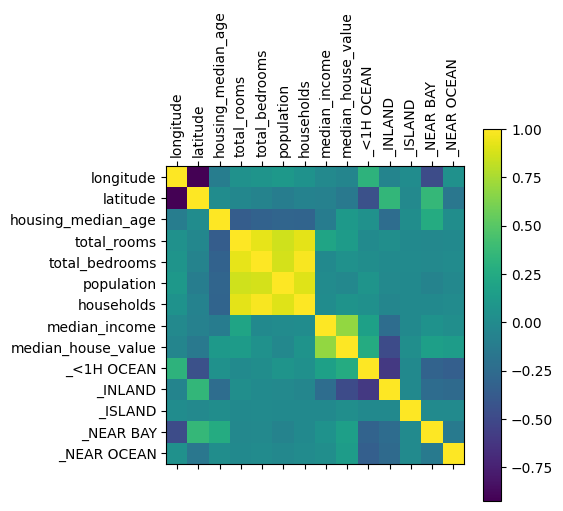 longitude
latitude
housing_median_age
total_rooms
total_bedrooms
population
households
median_income
median_house_value
_<1H OCEAN
_INLAND
_ISLAND
_NEAR BAY
_NEAR OCEAN
longitude
latitude
housing_median_age
total_rooms
total_bedrooms
population
households
median_income
median_house_value
_<1H OCEAN
_INLAND
_ISLAND
_NEAR BAY
_NEAR OCEAN
1.00
0.75
0.50
0.25
0.00
−0.25
−0.50
−0.75